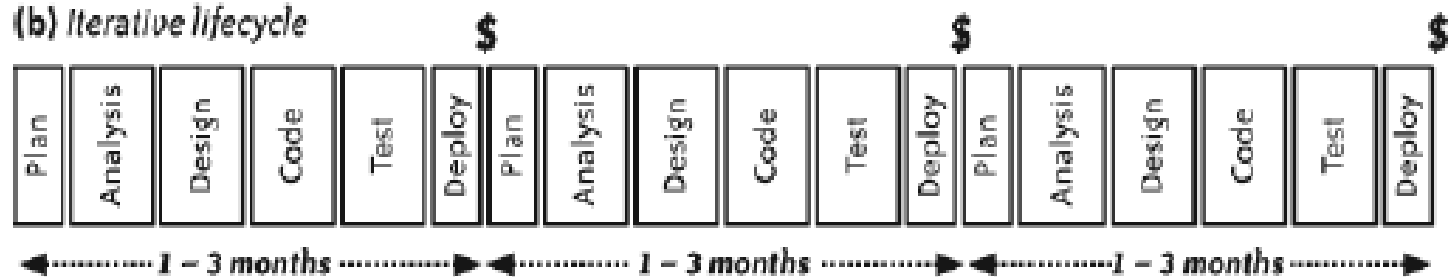 (b) Iterative lifecycle $ $ $
Plan Analysis Design Code Test Deploy Plan Analysis Design Code Test Deploy Plan Analysis Design Code Test Deploy
1 – 3 months 1 – 3 months 1 – 3 months